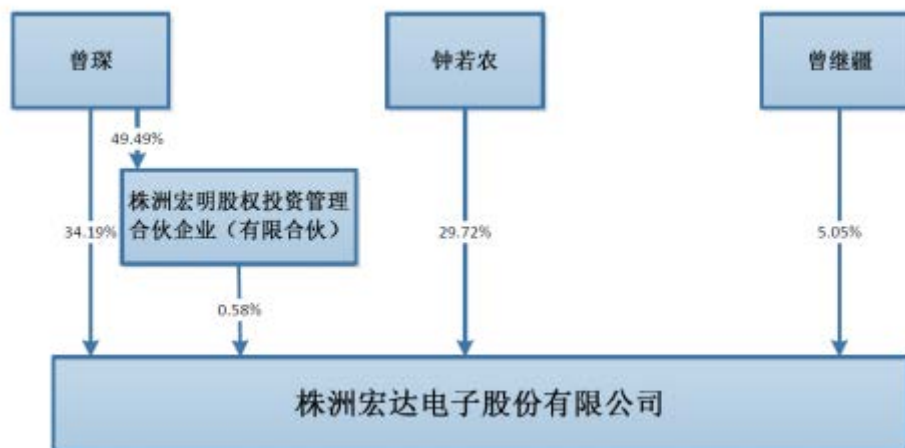 曾琛
钟若农
曾继疆
49.49%
株洲宏明股权投资管理
合伙企业（有限合伙）
34.19%
29.72%
5.05%
0.58%
株洲宏达电子股份有限公司